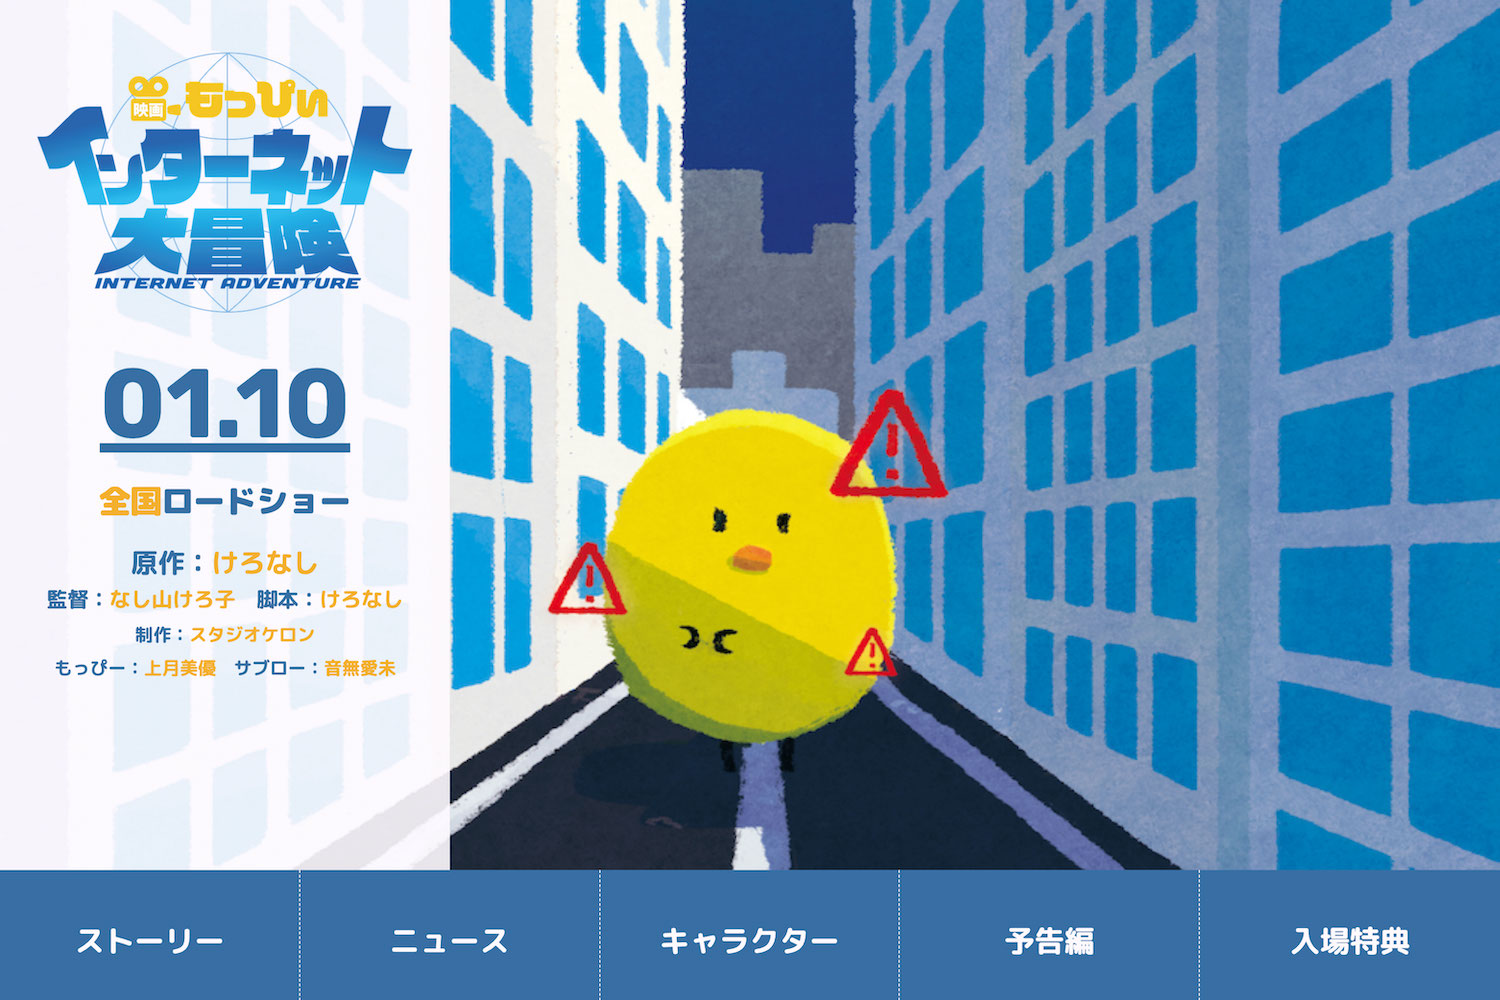 映画 もっぴぃ
インターネット
大冒険
INTERNET ADVENTURE
01.10
全国ロードショー
原作：けろなし
監督：なし山けろ子　脚本：けろなし
制作：スタジオケロン
もっぴー：上月美優　サブロー：音無愛未
ストーリー
ニュース
キャラクター
予告編
入場特典